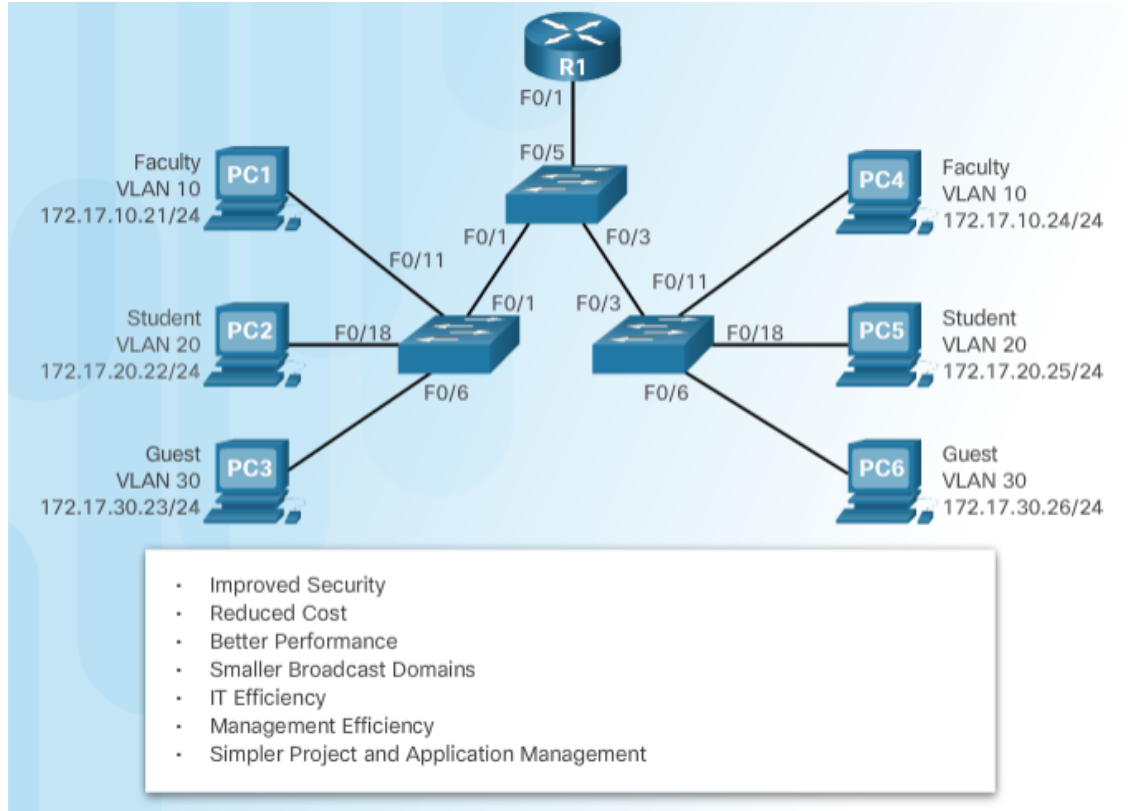 R1
F0/1
F0/5
Faculty
VLAN 10
172.17.10.21/24
PC1
PC4
Faculty
VLAN 10
172.17.10.24/24
F0/1
F0/3
F0/11
F0/11
F0/1
F0/3
Student
VLAN 20
172.17.20.22/24
PC2
F0/18
F0/18
PC5
Student
VLAN 20
172.17.20.25/24
F0/6
F0/6
Guest
VLAN 30
172.17.30.23/24
PC3
PC6
Guest
VLAN 30
172.17.30.26/24
· Improved Security
· Reduced Cost
· Better Performance
· Smaller Broadcast Domains
· IT Efficiency
· Management Efficiency
· Simpler Project and Application Management